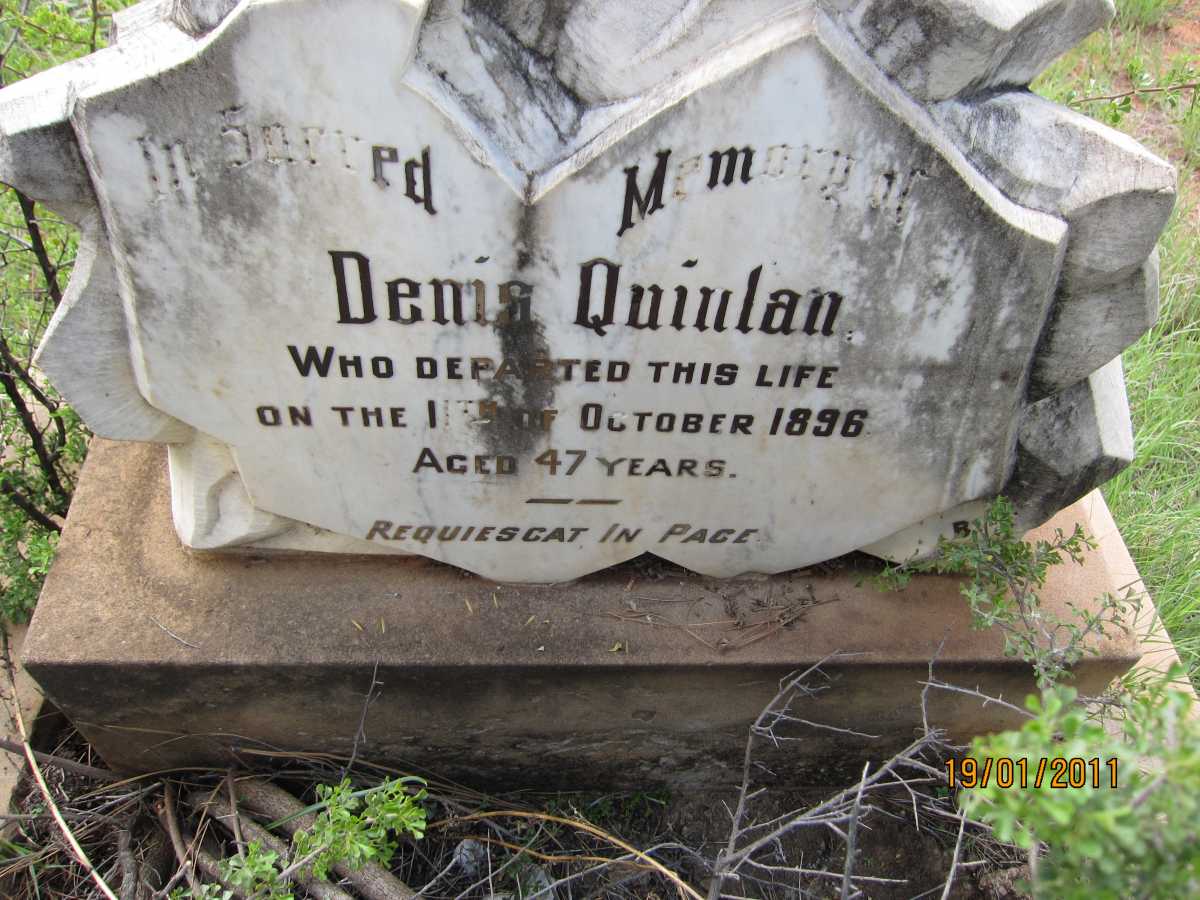 In Sacred Memory of
Denis Quinlan
WHO DEPARTED THIS LIFE
ON THE 11TH OF OCTOBER 1896
AGED 47 YEARS.
REQUIESCAT IN PACE
19/01/2011